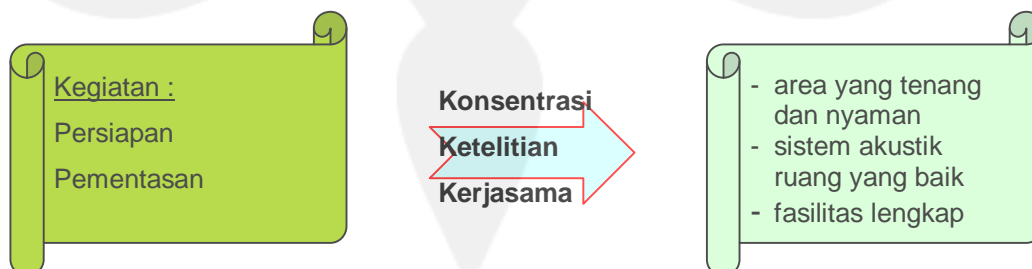 Kegiatan :
Persiapan
Pementasan
Konsentrasi
Ketelitian
Kerjasama
- area yang tenang
dan nyaman
- sistem akustik
ruang yang baik
- fasilitas lengkap